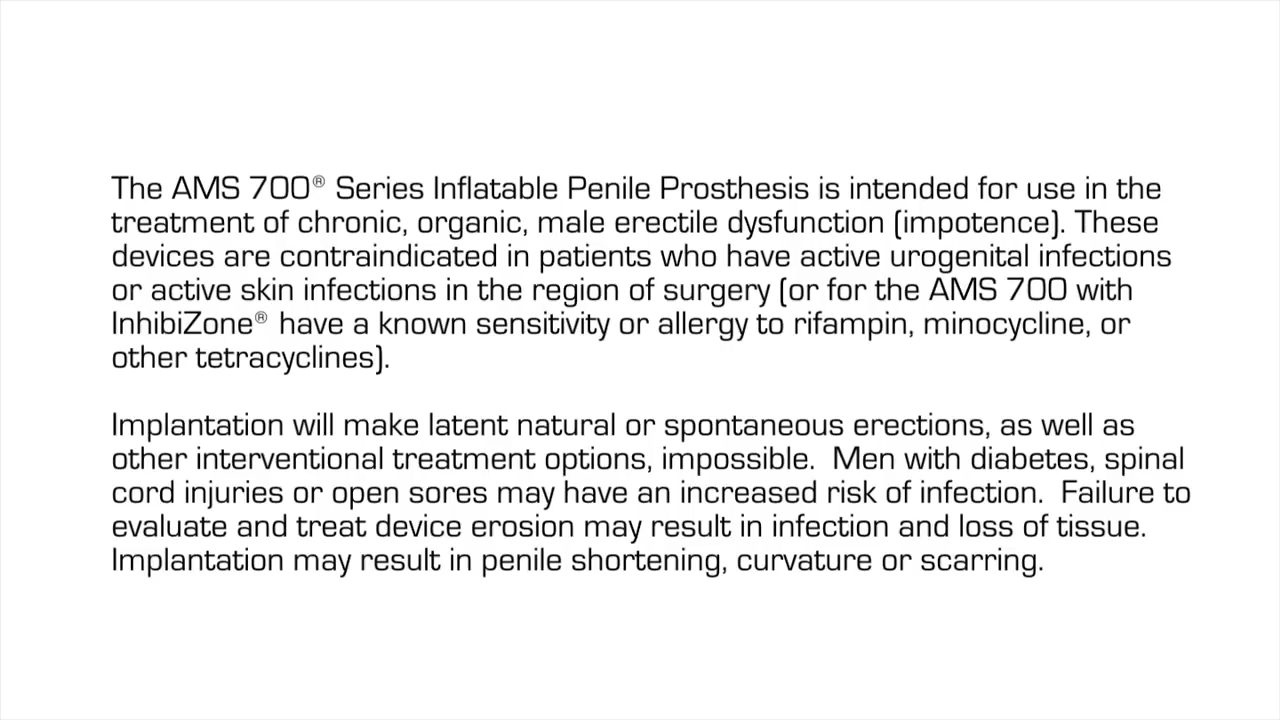 The AMS 700® Series Inflatable Penile Prosthesis is intended for use in the
treatment of chronic, organic, male erectile dysfunction (impotence). These
devices are contraindicated in patients who have active urogenital infections
or active skin infections in the region of surgery (or for the AMS 700 with
InhibiZone® have a known sensitivity or allergy to rifampin, minocycline, or
other tetracyclines).
Implantation will make latent natural or spontaneous erections, as well as
other interventional treatment options, impossible.  Men with diabetes, spinal
cord injuries or open sores may have an increased risk of infection.  Failure to
evaluate and treat device erosion may result in infection and loss of tissue.
Implantation may result in penile shortening, curvature or scarring.